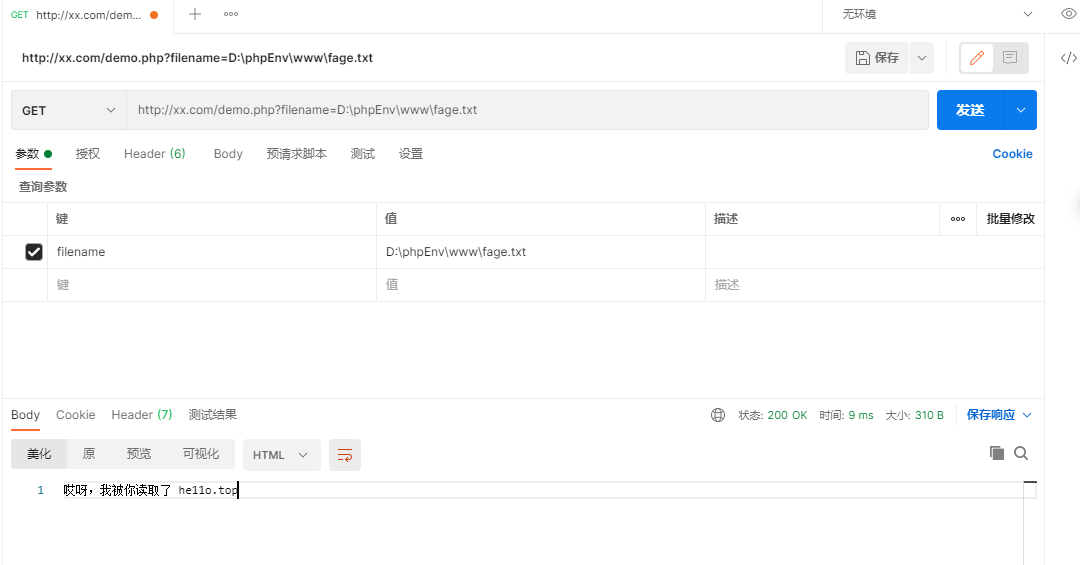 GET http://xx.com/dem... 无环境
http://xx.com/demo.php?filename=D:\phpEnv\www\fage.txt 保存
GET http://xx.com/demo.php?filename=D:\phpEnv\www\fage.txt 发送
参数 授权 Header (6) Body 预请求脚本 测试 设置 Cookie
查询参数
键 值 描述 批量修改
filename D:\phpEnv\www\fage.txt
键 值 描述
Body Cookie Header (7) 测试结果 状态: 200 OK 时间: 9 ms 大小: 310 B 保存响应
美化 原 预览 可视化 HTML
1 哎呀，我被你读取了 he11o.top